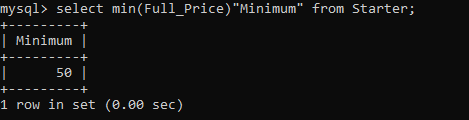 mysql> select min(Full_Price)"Minimum" from Starter;
+---------+
| Minimum |
+---------+
|      50 |
+---------+
1 row in set (0.00 sec)